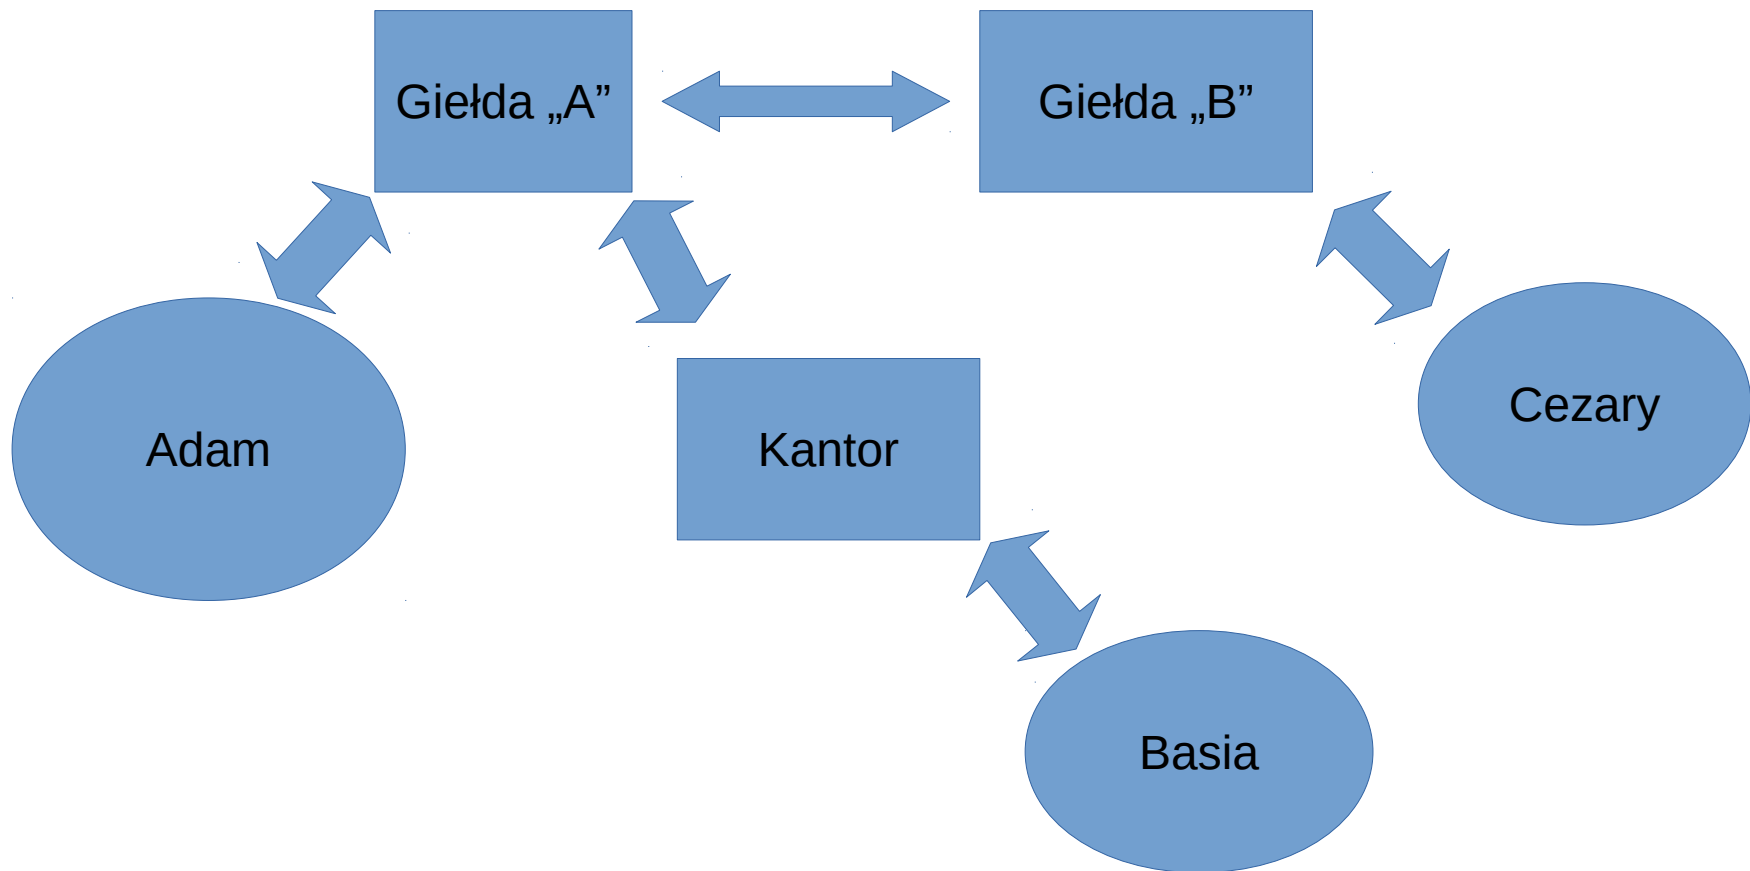 Giełda „A”
Giełda „B”
Adam
Kantor
Cezary
Basia